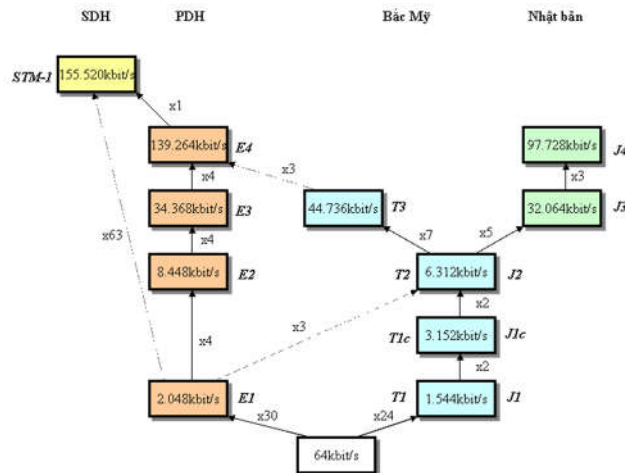 SDH PDH Bắc Mỹ Nhật bản
STM-1 155.520kbit/s
x1
139.264kbit/s E4 97.728kbit/s J4
x4 x3 x3
34.368kbit/s E3 44.736kbit/s T3 32.064kbit/s J3
x63 x4 x7 x5
8.448kbit/s E2 T2 6.312kbit/s J2
x4 x3 x2
T1c 3.152kbit/s J1c
x2
2.048kbit/s E1 T1 1.544kbit/s J1
x30 x24
64kbit/s